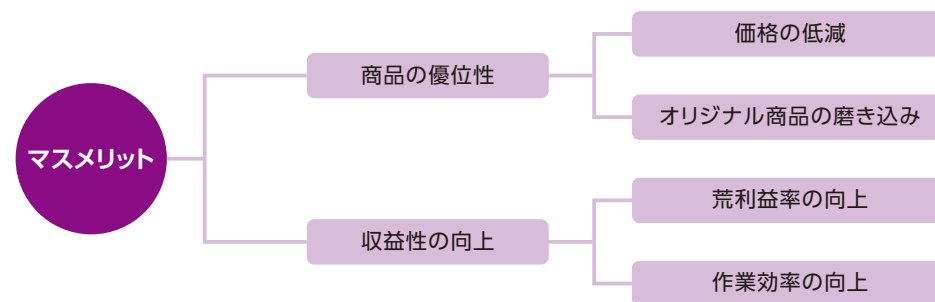 マスメリット
商品の優位性
価格の低減
オリジナル商品の磨き込み
収益性の向上
荒利益率の向上
作業効率の向上